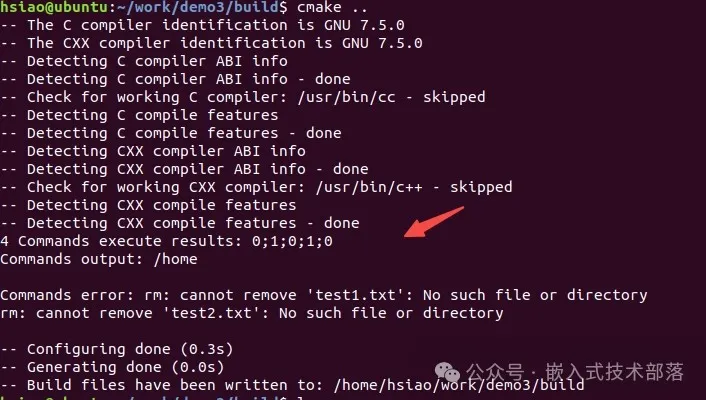 hsiao@ubuntu:~/work/demo3/build$ cmake ..
-- The C compiler identification is GNU 7.5.0
-- The CXX compiler identification is GNU 7.5.0
-- Detecting C compiler ABI info
-- Detecting C compiler ABI info - done
-- Check for working C compiler: /usr/bin/cc - skipped
-- Detecting C compile features
-- Detecting C compile features - done
-- Detecting CXX compiler ABI info
-- Detecting CXX compiler ABI info - done
-- Check for working CXX compiler: /usr/bin/c++ - skipped
-- Detecting CXX compile features
-- Detecting CXX compile features - done
4 Commands execute results: 0;1;0;1;0
Commands output: /home
Commands error: rm: cannot remove 'test1.txt': No such file or directory
rm: cannot remove 'test2.txt': No such file or directory
-- Configuring done (0.3s)
-- Generating done (0.0s)
-- Build files have been written to: /home/hsiao/work/demo3/build
公众号 · 嵌入式技术部落